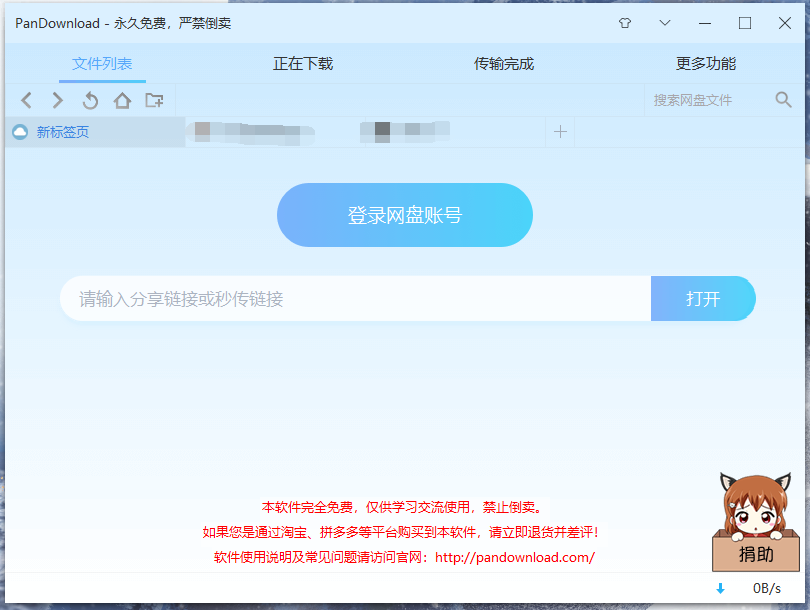 PanDownload - 永久免费，严禁倒卖
文件列表 正在下载 传输完成 更多功能
搜索网盘文件
新标签页
登录网盘账号
请输入分享链接或秒传链接 打开
本软件完全免费，仅供学习交流使用，禁止倒卖。
如果您是通过淘宝、拼多多等平台购买到本软件，请立即退货并差评！
软件使用说明及常见问题请访问官网：http://pandownload.com/
捐助
0B/s